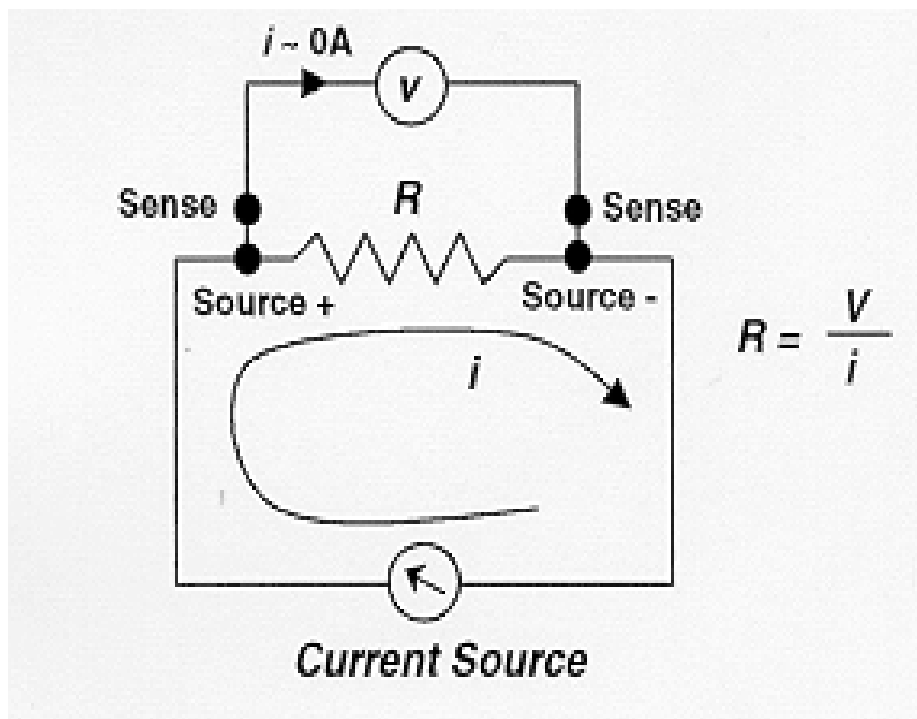 i ~ 0A
v
Sense
R
Sense
Source +
Source -
i
R = V / i
Current Source